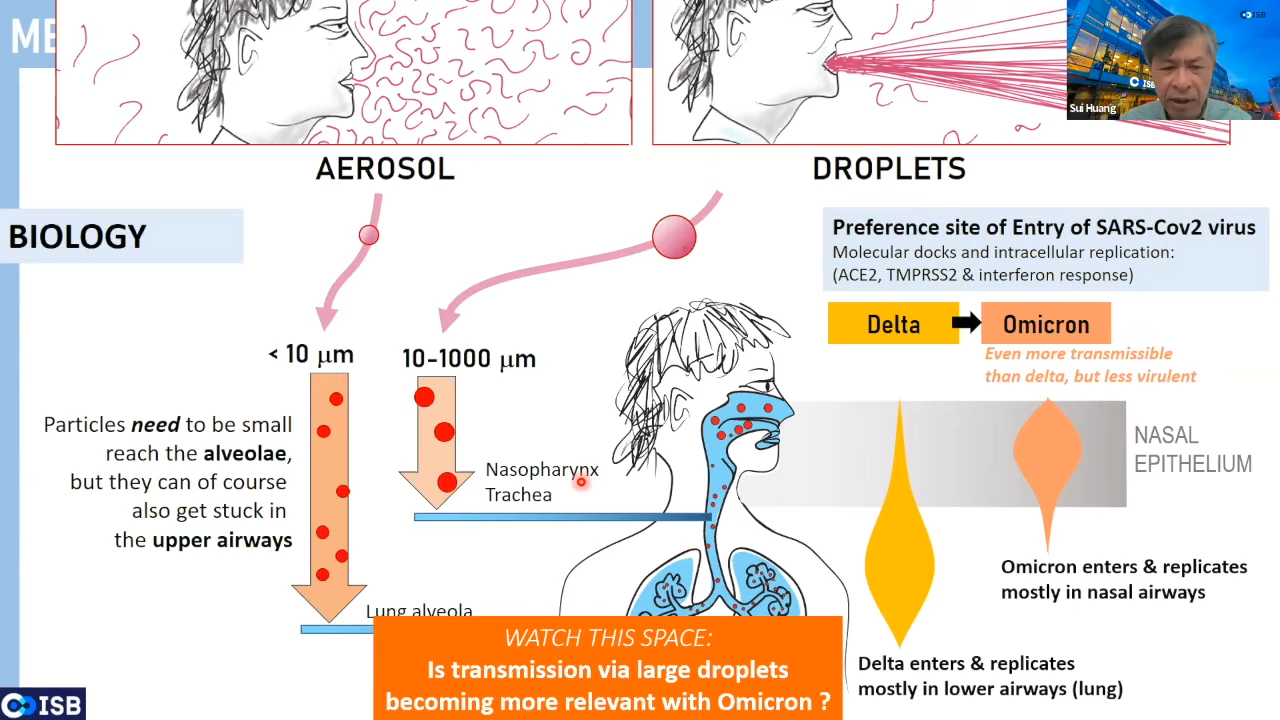 ME
ISB
ISB
Sui Huang
AEROSOL
DROPLETS
BIOLOGY
< 10 µm
10-1000 µm
Particles need to be small
reach the alveolae,
but they can of course
also get stuck in
the upper airways
Nasopharynx
Trachea
Lung alveola
Preference site of Entry of SARS-Cov2 virus
Molecular docks and intracellular replication:
(ACE2, TMPRSS2 & interferon response)
Delta
Omicron
Even more transmissible
than delta, but less virulent
NASAL
EPITHELIUM
Omicron enters & replicates
mostly in nasal airways
Delta enters & replicates
mostly in lower airways (lung)
WATCH THIS SPACE:
Is transmission via large droplets
becoming more relevant with Omicron ?
ISB